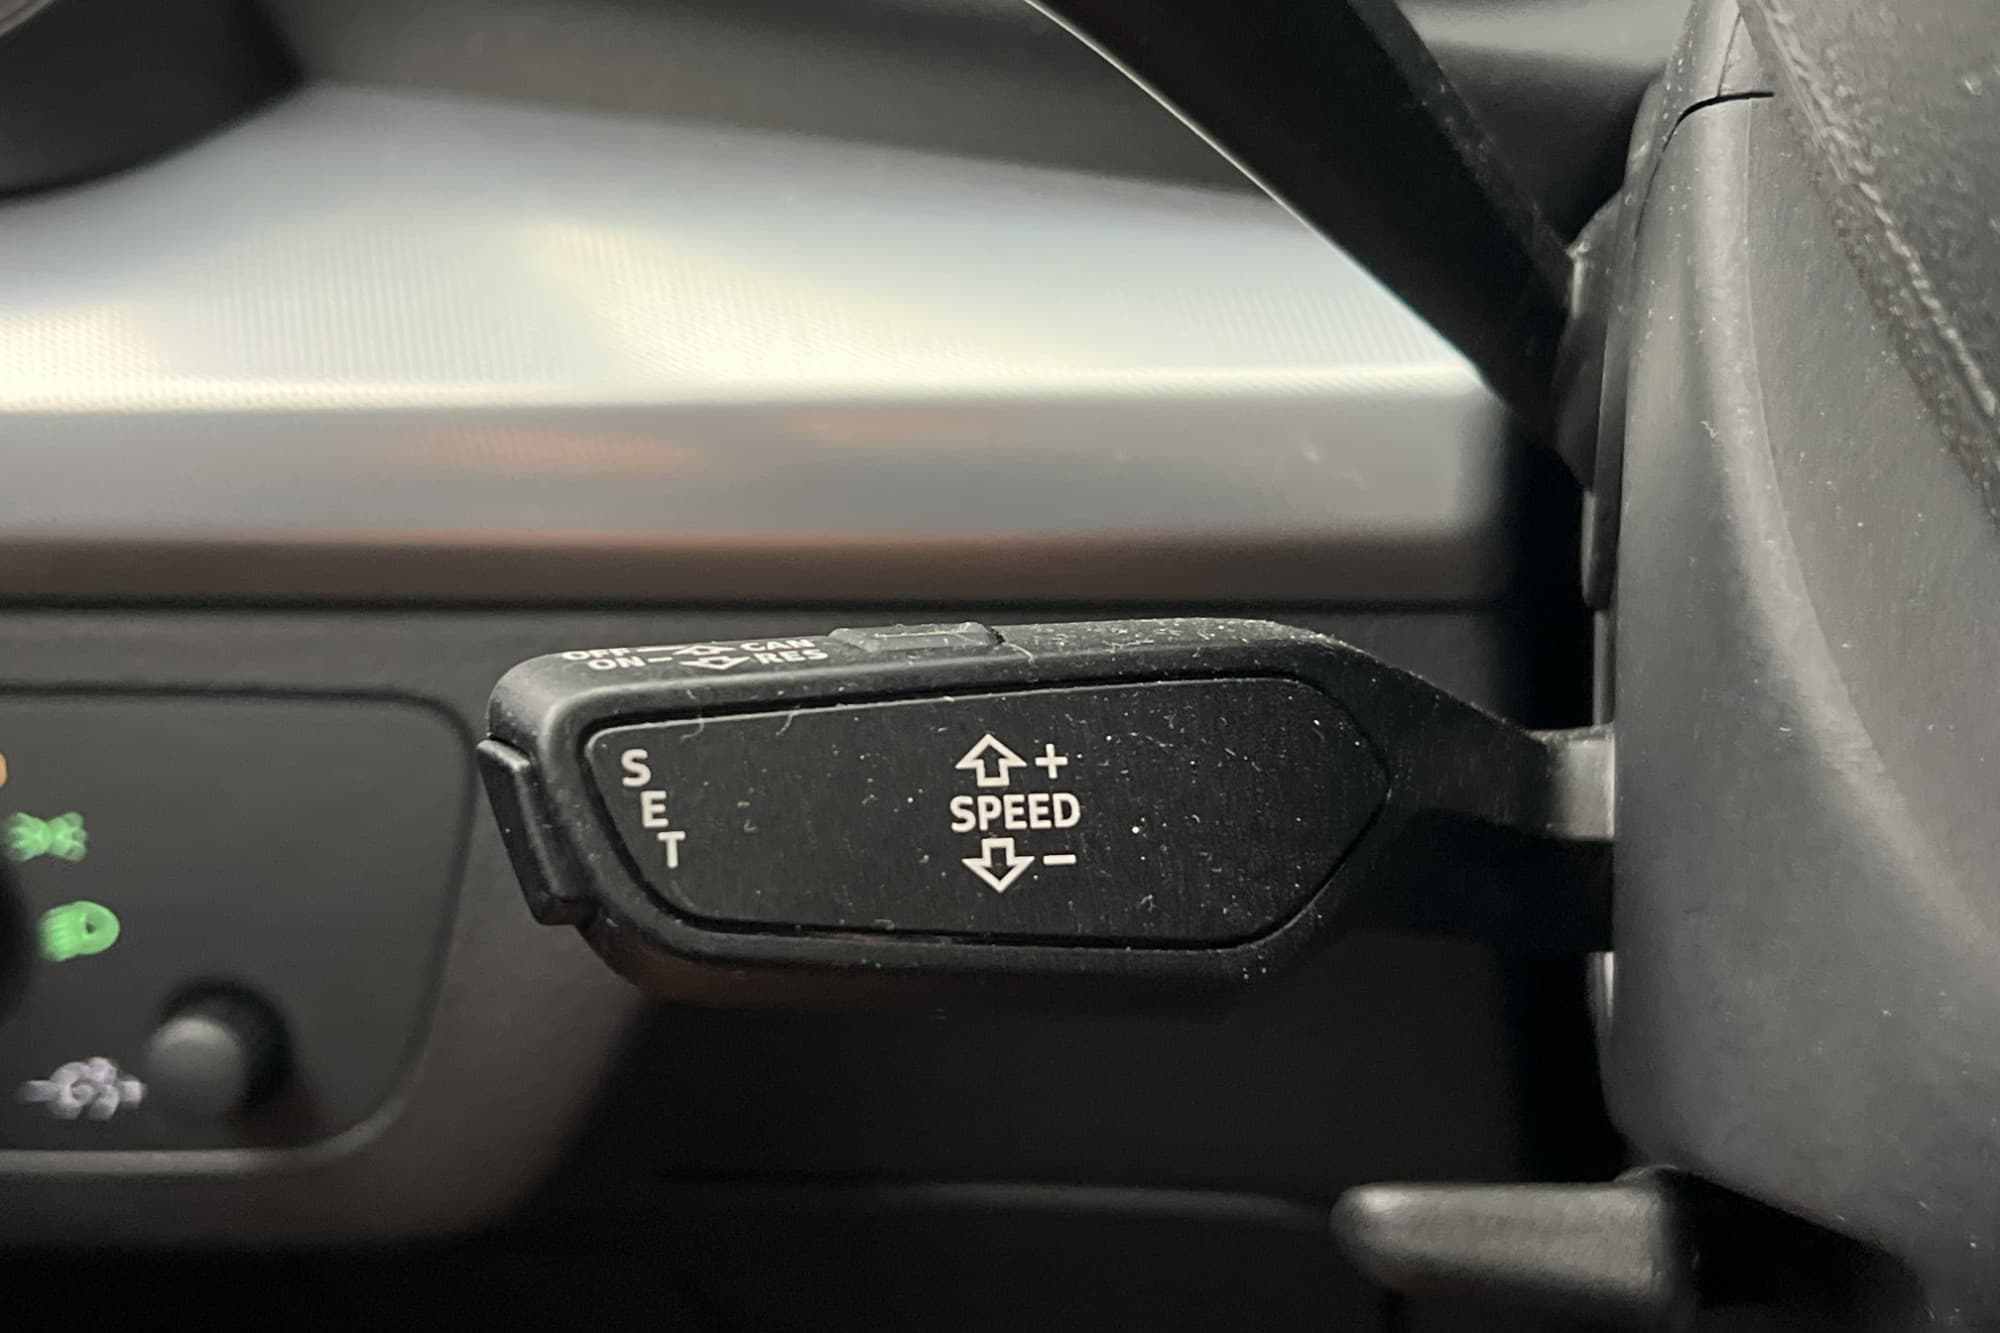 OFF CAN
ON RES
SET
+
SPEED
-